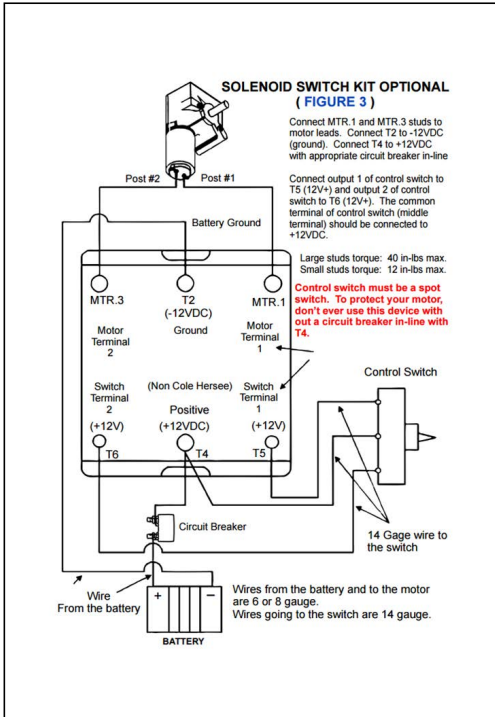 SOLENOID SWITCH KIT OPTIONAL
( FIGURE 3 )
Connect MTR.1 and MTR.3 studs to
motor leads. Connect T2 to -12VDC
(ground). Connect T4 to +12VDC
with appropriate circuit breaker in-line
Connect output 1 of control switch to
T5 (12V+) and output 2 of control
switch to T6 (12V+). The common
terminal of control switch (middle
terminal) should be connected to
+12VDC.
Large studs torque: 40 in-lbs max.
Small studs torque: 12 in-lbs max.
Control switch must be a spot
switch. To protect your motor,
don't ever use this device with
out a circuit breaker in-line with
T4.
Post #2
Post #1
Battery Ground
MTR.3
T2
(-12VDC)
MTR.1
Motor
Terminal
2
Ground
Motor
Terminal
1
Switch
Terminal
2
(+12V)
(Non Cole Hersee)
Positive
(+12VDC)
Switch
Terminal
1
(+12V)
T6
T4
T5
Control Switch
Circuit Breaker
14 Gage wire to
the switch
Wire
From the battery
+
–
BATTERY
Wires from the battery and to the motor
are 6 or 8 gauge.
Wires going to the switch are 14 gauge.